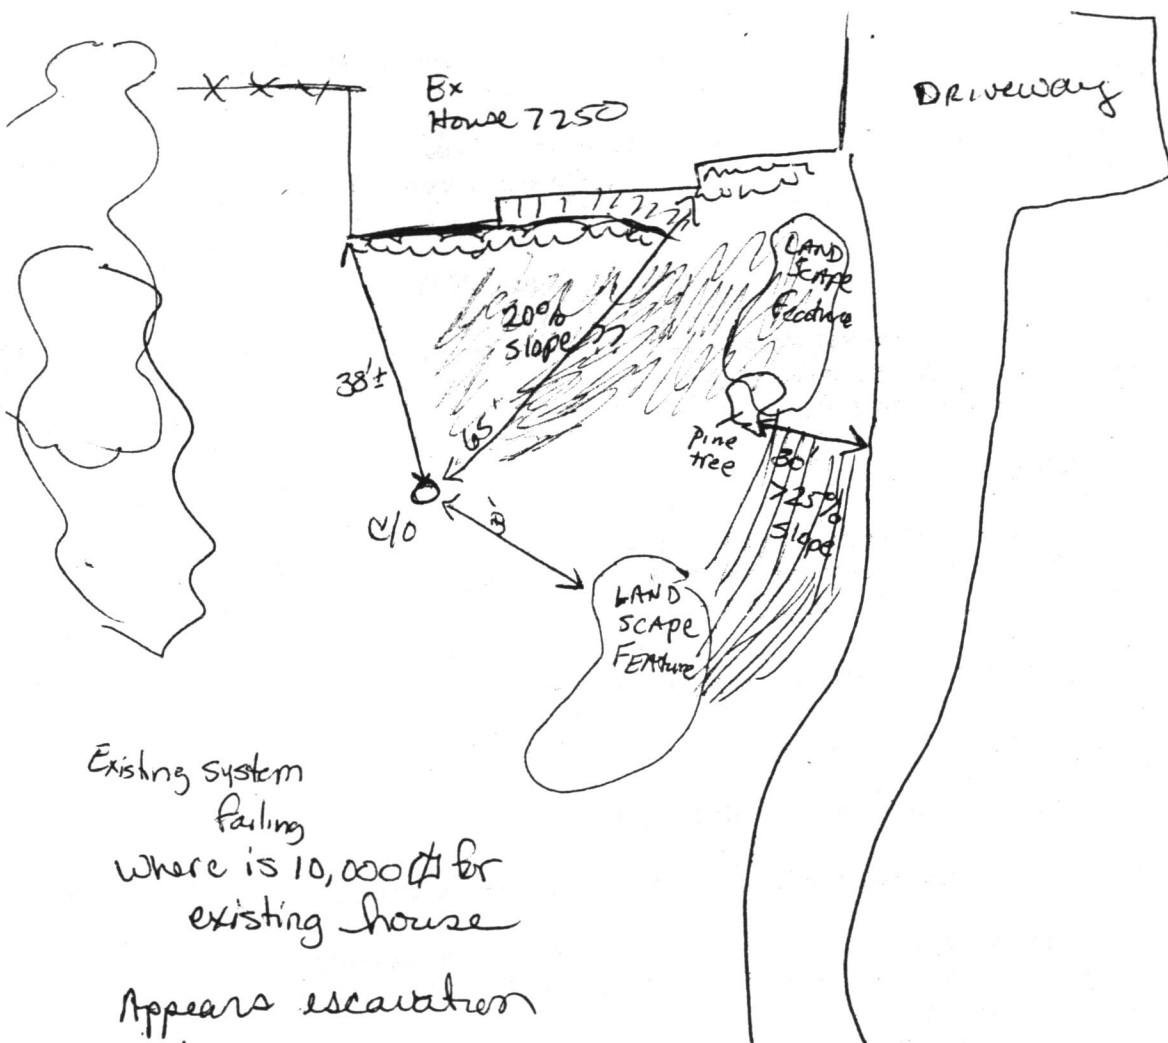 Ex
House 7250
Driveway
LAND
SCAPE
Feature
20%
slope
38'±
65'
Pine
tree
30'
>25%
slope
C/O
LAND
SCAPE
FEAture
Existing system
failing
where is 10,000 for
existing house
Appears escavation